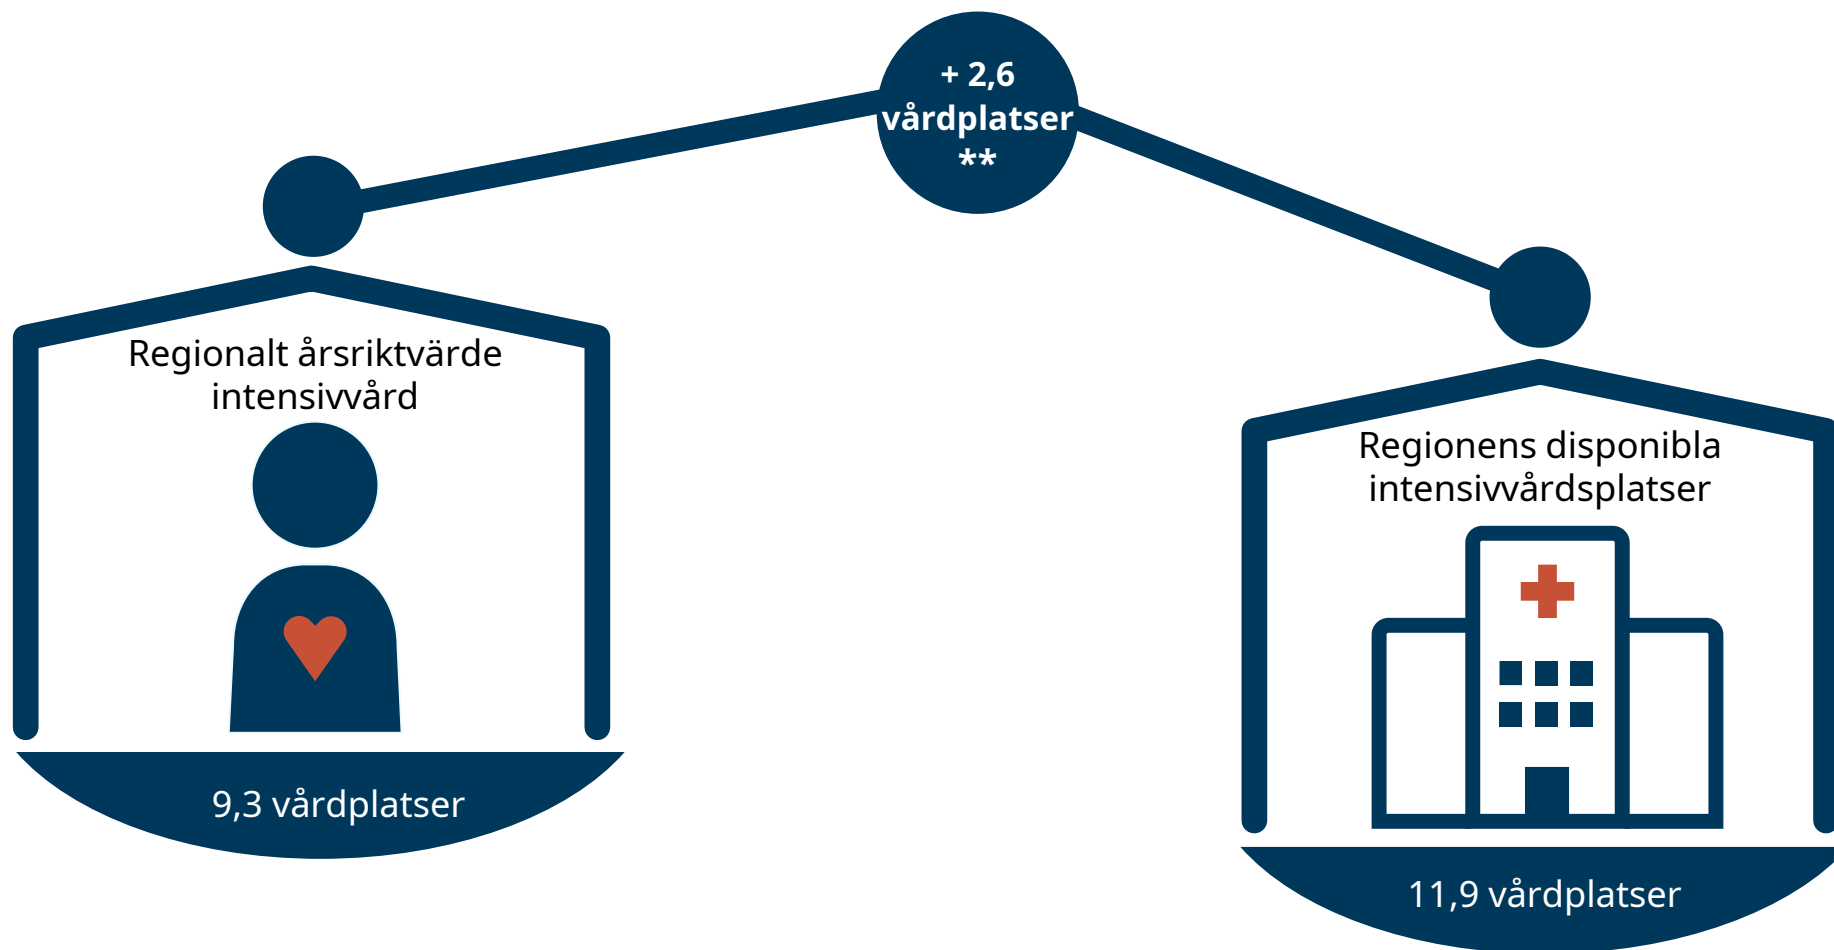 + 2,6
vårdplatser
**
Regionalt årsriktvärde
intensivvård
9,3 vårdplatser
Regionens disponibla
intensivvårdsplatser
11,9 vårdplatser